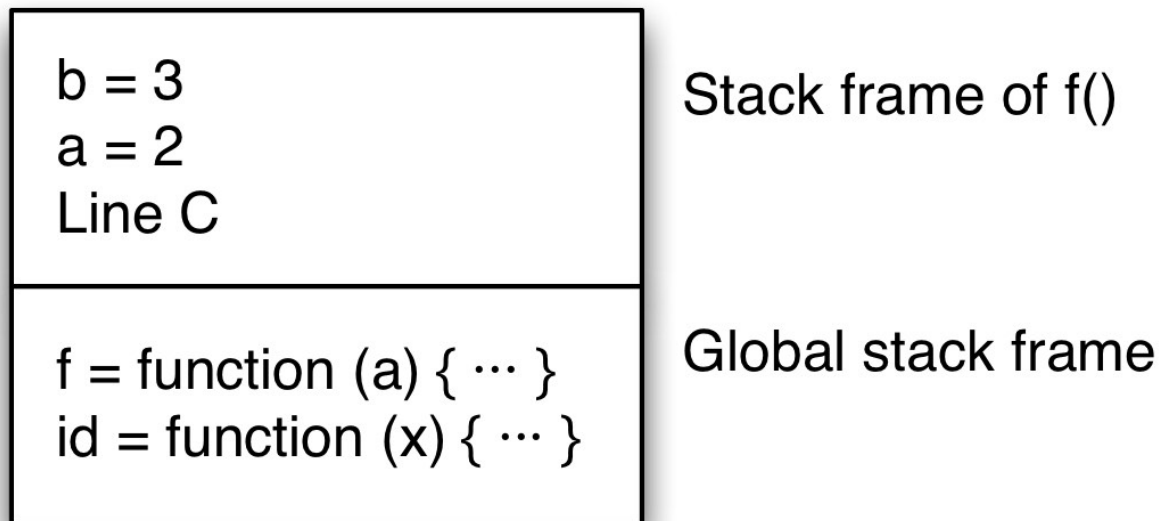 b = 3
a = 2
Line C
Stack frame of f()
f = function (a) { ··· }
id = function (x) { ··· }
Global stack frame